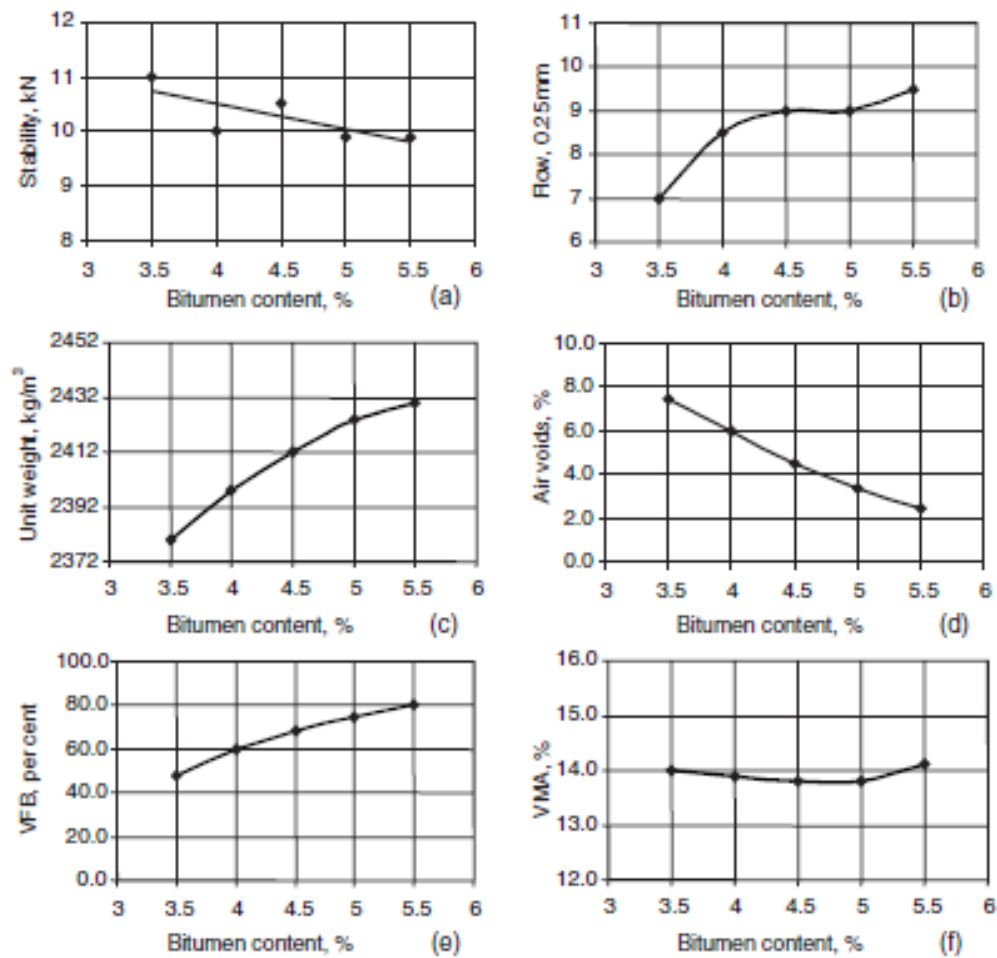 12
11
10
9
8
Stability, kN
3 3.5 4 4.5 5 5.5 6
Bitumen content, % (a)
11
10
9
8
7
6
Flow, 025mm
3 3.5 4 4.5 5 5.5 6
Bitumen content, % (b)
2452
2432
2412
2392
2372
Unit weight, kg/m³
3 3.5 4 4.5 5 5.5 6
Bitumen content, % (c)
10.0
8.0
6.0
4.0
2.0
0.0
Air voids, %
3 3.5 4 4.5 5 5.5 6
Bitumen content, % (d)
100.0
80.0
60.0
40.0
20.0
0.0
VFB, per cent
3 3.5 4 4.5 5 5.5 6
Bitumen content, % (e)
16.0
15.0
14.0
13.0
12.0
VMA, %
3 3.5 4 4.5 5 5.5 6
Bitumen content, % (f)